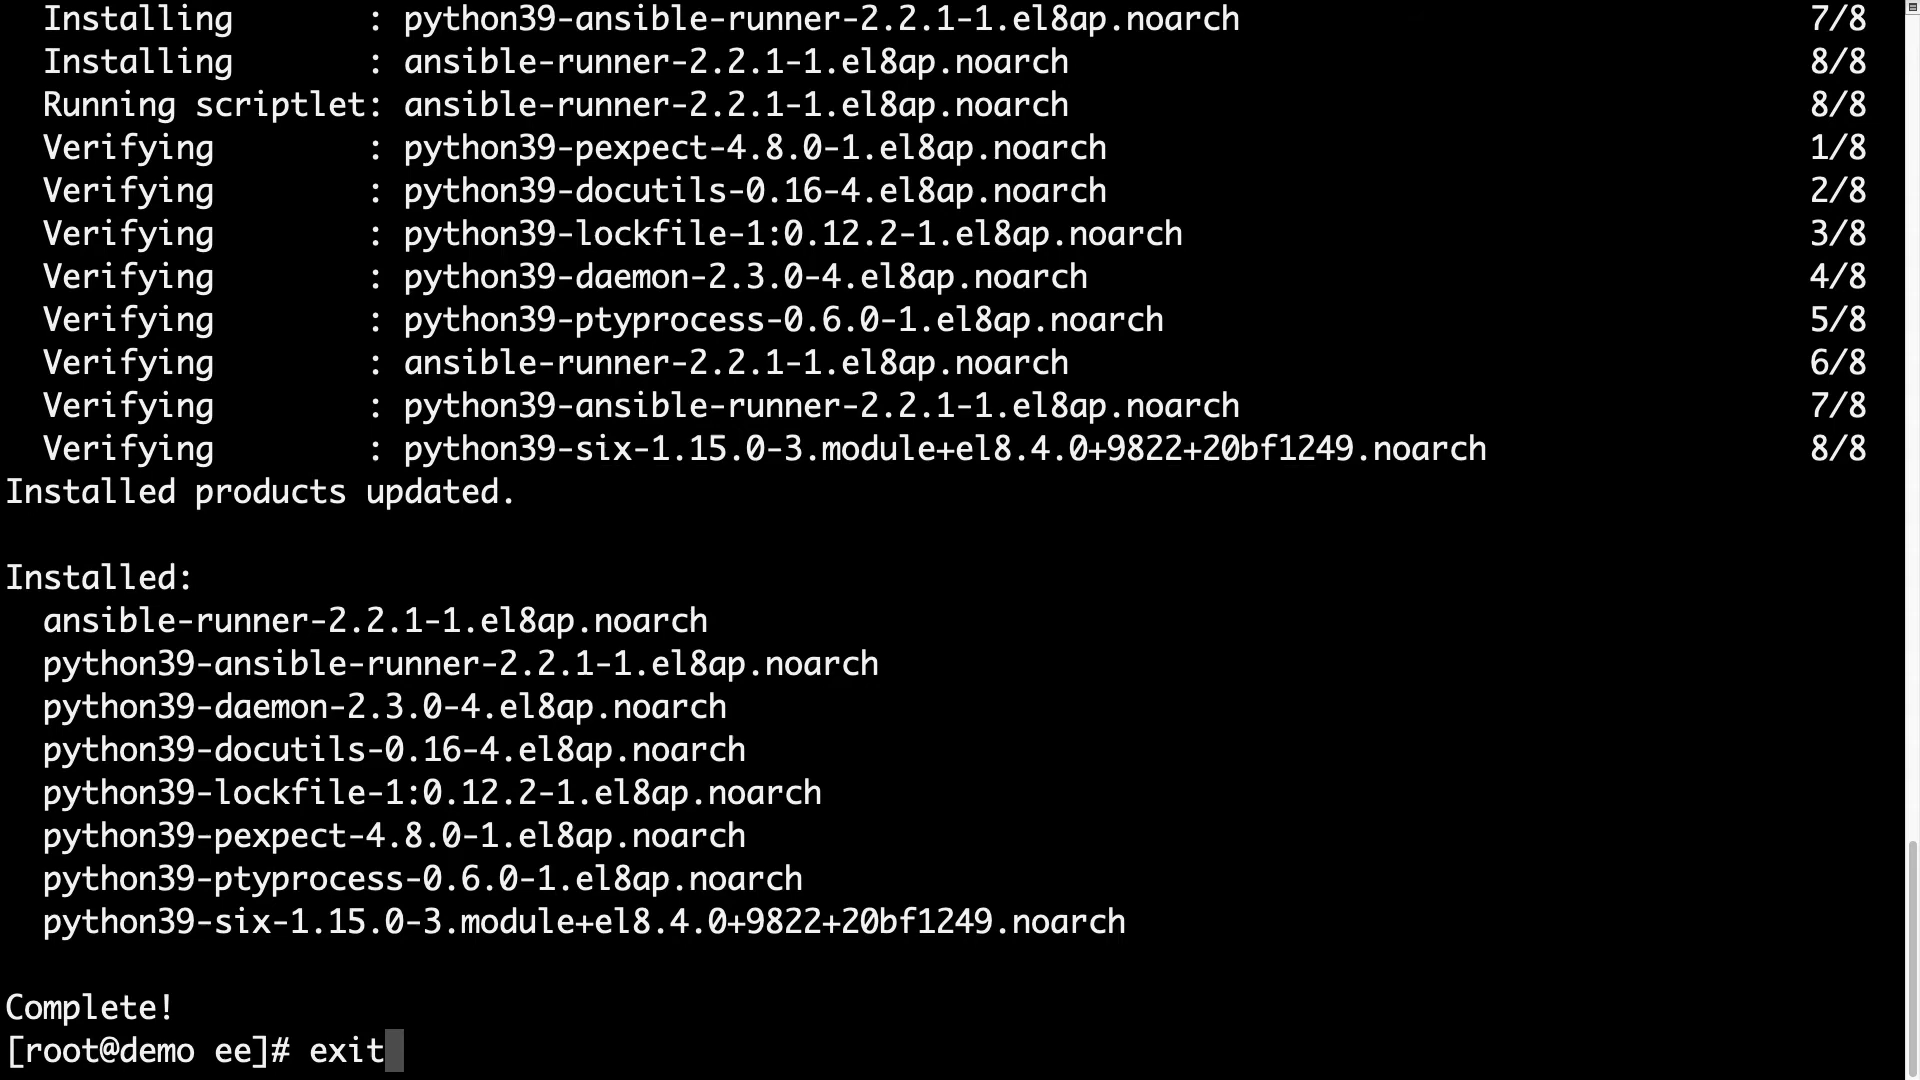 Installing       : python39-ansible-runner-2.2.1-1.el8ap.noarch                              7/8
Installing       : ansible-runner-2.2.1-1.el8ap.noarch                                       8/8
Running scriptlet: ansible-runner-2.2.1-1.el8ap.noarch                                       8/8
Verifying        : python39-pexpect-4.8.0-1.el8ap.noarch                                     1/8
Verifying        : python39-docutils-0.16-4.el8ap.noarch                                     2/8
Verifying        : python39-lockfile-1:0.12.2-1.el8ap.noarch                                 3/8
Verifying        : python39-daemon-2.3.0-4.el8ap.noarch                                      4/8
Verifying        : python39-ptyprocess-0.6.0-1.el8ap.noarch                                  5/8
Verifying        : ansible-runner-2.2.1-1.el8ap.noarch                                       6/8
Verifying        : python39-ansible-runner-2.2.1-1.el8ap.noarch                              7/8
Verifying        : python39-six-1.15.0-3.module+el8.4.0+9822+20bf1249.noarch                 8/8
Installed products updated.

Installed:
ansible-runner-2.2.1-1.el8ap.noarch
python39-ansible-runner-2.2.1-1.el8ap.noarch
python39-daemon-2.3.0-4.el8ap.noarch
python39-docutils-0.16-4.el8ap.noarch
python39-lockfile-1:0.12.2-1.el8ap.noarch
python39-pexpect-4.8.0-1.el8ap.noarch
python39-ptyprocess-0.6.0-1.el8ap.noarch
python39-six-1.15.0-3.module+el8.4.0+9822+20bf1249.noarch

Complete!
[root@demo ee]# exit